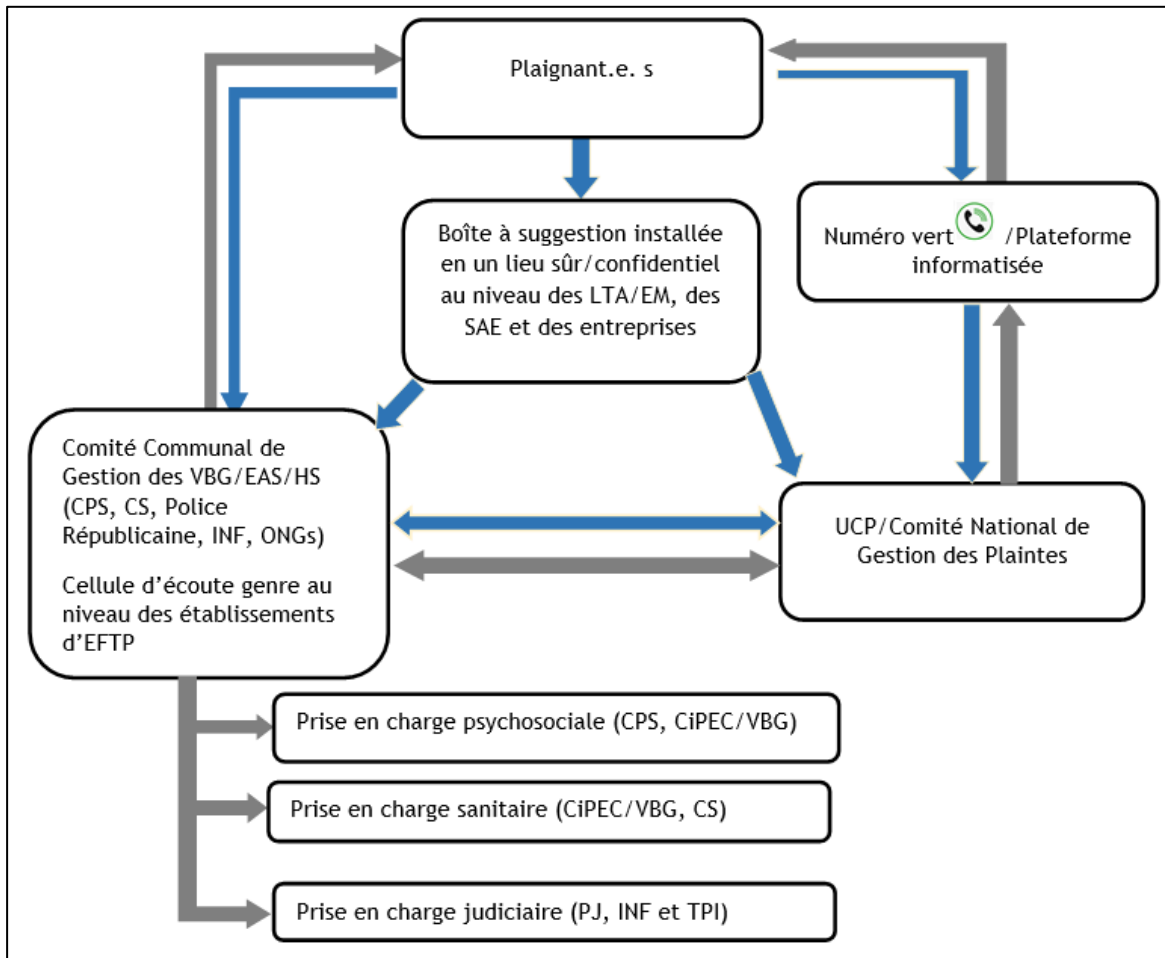 Plaignant.e. s
Boîte à suggestion installée
en un lieu sûr/confidentiel
au niveau des LTA/EM, des
SAE et des entreprises
Numéro vert /Plateforme
informatisée
Comité Communal de
Gestion des VBG/EAS/HS
(CPS, CS, Police
Républicaine, INF, ONGs)
Cellule d’écoute genre au
niveau des établissements
d’EFTP
UCP/Comité National de
Gestion des Plaintes
Prise en charge psychosociale (CPS, CiPEC/VBG)
Prise en charge sanitaire (CiPEC/VBG, CS)
Prise en charge judiciaire (PJ, INF et TPI)